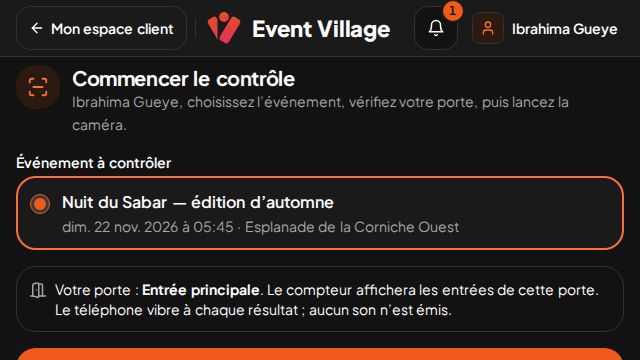 Mon espace client
Event Village
1
Ibrahima Gueye
Commencer le contrôle
Ibrahima Gueye, choisissez l’événement, vérifiez votre porte, puis lancez la
caméra.
Événement à contrôler
Nuit du Sabar — édition d’automne
dim. 22 nov. 2026 à 05:45 · Esplanade de la Corniche Ouest
Votre porte : Entrée principale. Le compteur affichera les entrées de cette porte.
Le téléphone vibre à chaque résultat ; aucun son n’est émis.